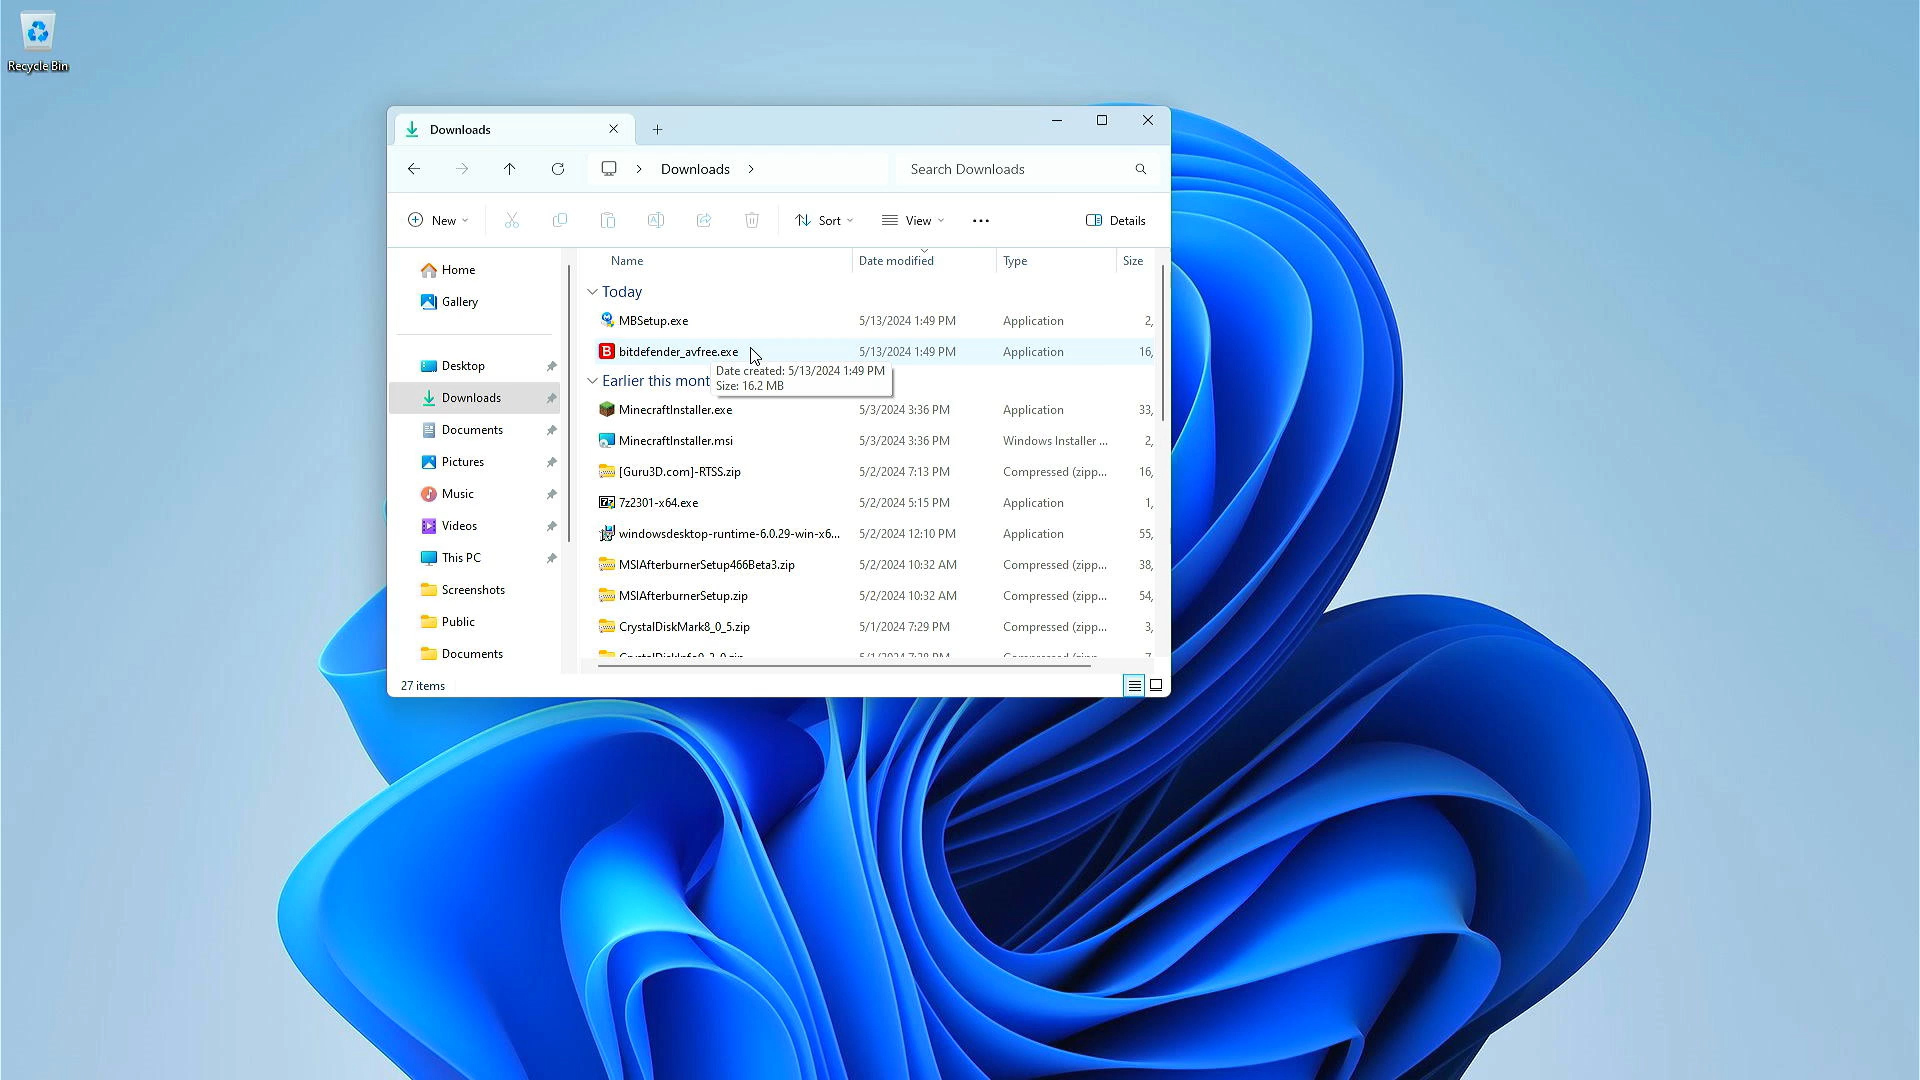 Recycle Bin
Downloads
Downloads
Search Downloads
New
Sort
View
Details
Home
Gallery
Desktop
Downloads
Documents
Pictures
Music
Videos
This PC
Screenshots
Public
Documents
Name Date modified Type Size
Today
MBSetup.exe 5/13/2024 1:49 PM Application 2,
bitdefender_avfree.exe 5/13/2024 1:49 PM Application 16,
Date created: 5/13/2024 1:49 PM
Size: 16.2 MB
Earlier this mont
MinecraftInstaller.exe 5/3/2024 3:36 PM Application 33,
MinecraftInstaller.msi 5/3/2024 3:36 PM Windows Installer ... 2,
[Guru3D.com]-RTSS.zip 5/2/2024 7:13 PM Compressed (zipp... 16,
7z2301-x64.exe 5/2/2024 5:15 PM Application 1,
windowsdesktop-runtime-6.0.29-win-x6... 5/2/2024 12:10 PM Application 55,
MSIAfterburnerSetup466Beta3.zip 5/2/2024 10:32 AM Compressed (zipp... 38,
MSIAfterburnerSetup.zip 5/2/2024 10:32 AM Compressed (zipp... 54,
CrystalDiskMark8_0_5.zip 5/1/2024 7:29 PM Compressed (zipp... 3,
27 items